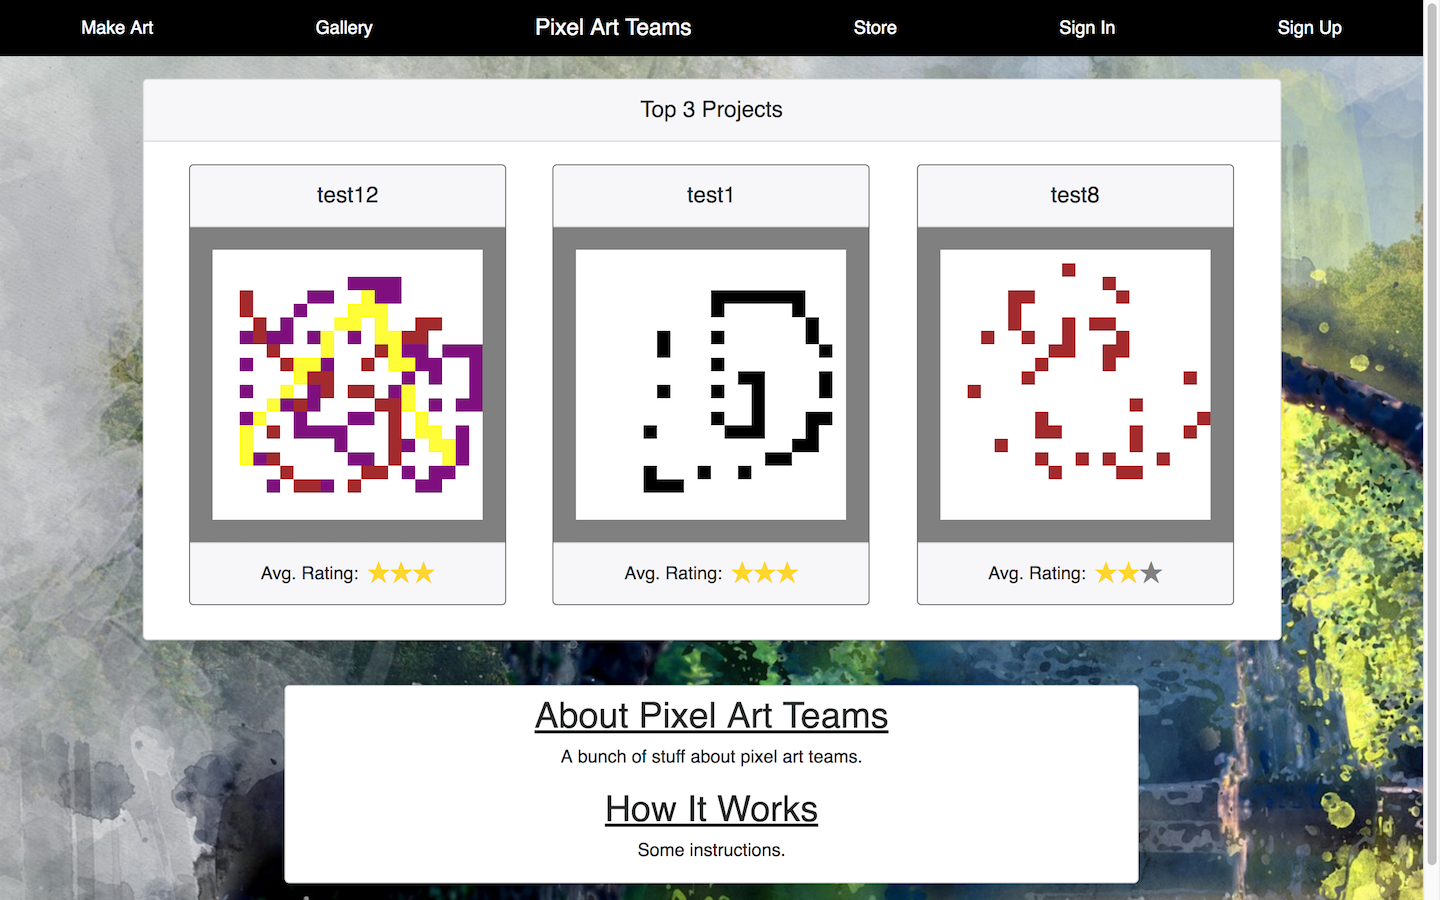 Make Art Gallery Pixel Art Teams Store Sign In Sign Up
Top 3 Projects
test12 test1 test8
Avg. Rating: Avg. Rating: Avg. Rating:
About Pixel Art Teams
A bunch of stuff about pixel art teams.
How It Works
Some instructions.